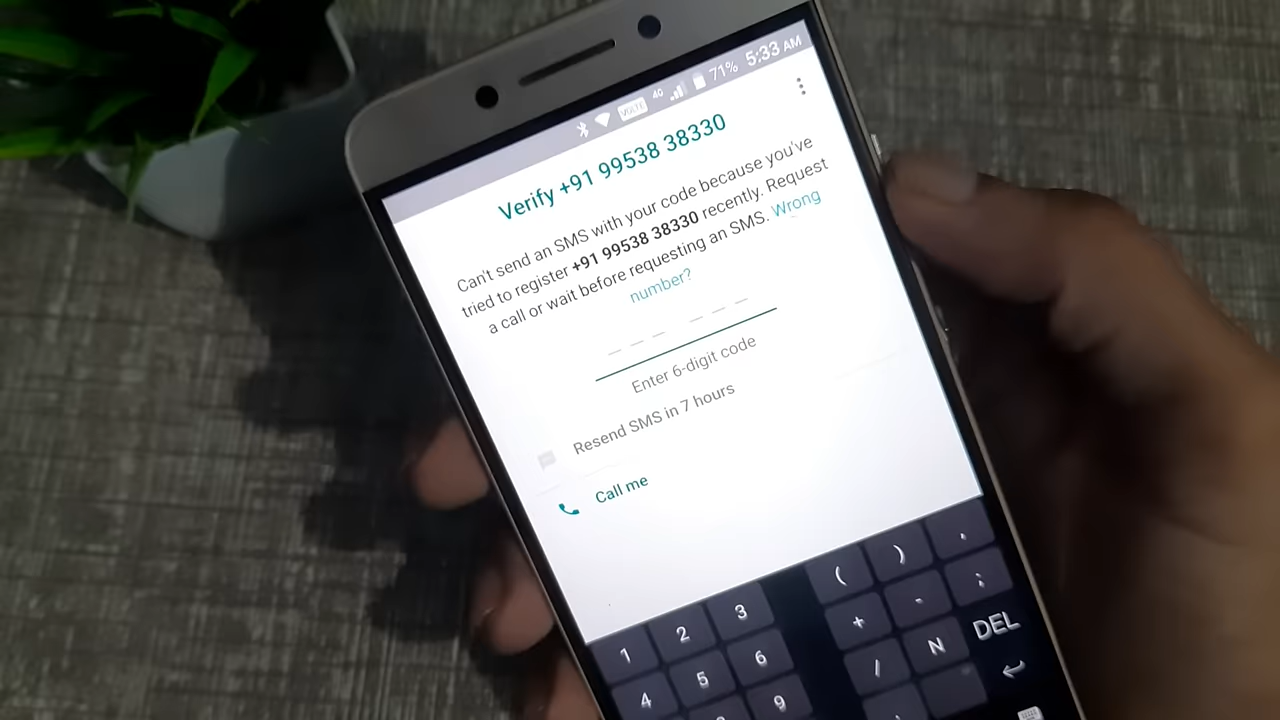 VoLTE 4G 71% 5:33 AM
Verify +91 99538 38330
Can't send an SMS with your code because you've
tried to register +91 99538 38330 recently. Request
a call or wait before requesting an SMS. Wrong
number?
Enter 6-digit code
Resend SMS in 7 hours
Call me
1 2 3 ( ) .
4 5 6 + - ;
9 / N DEL